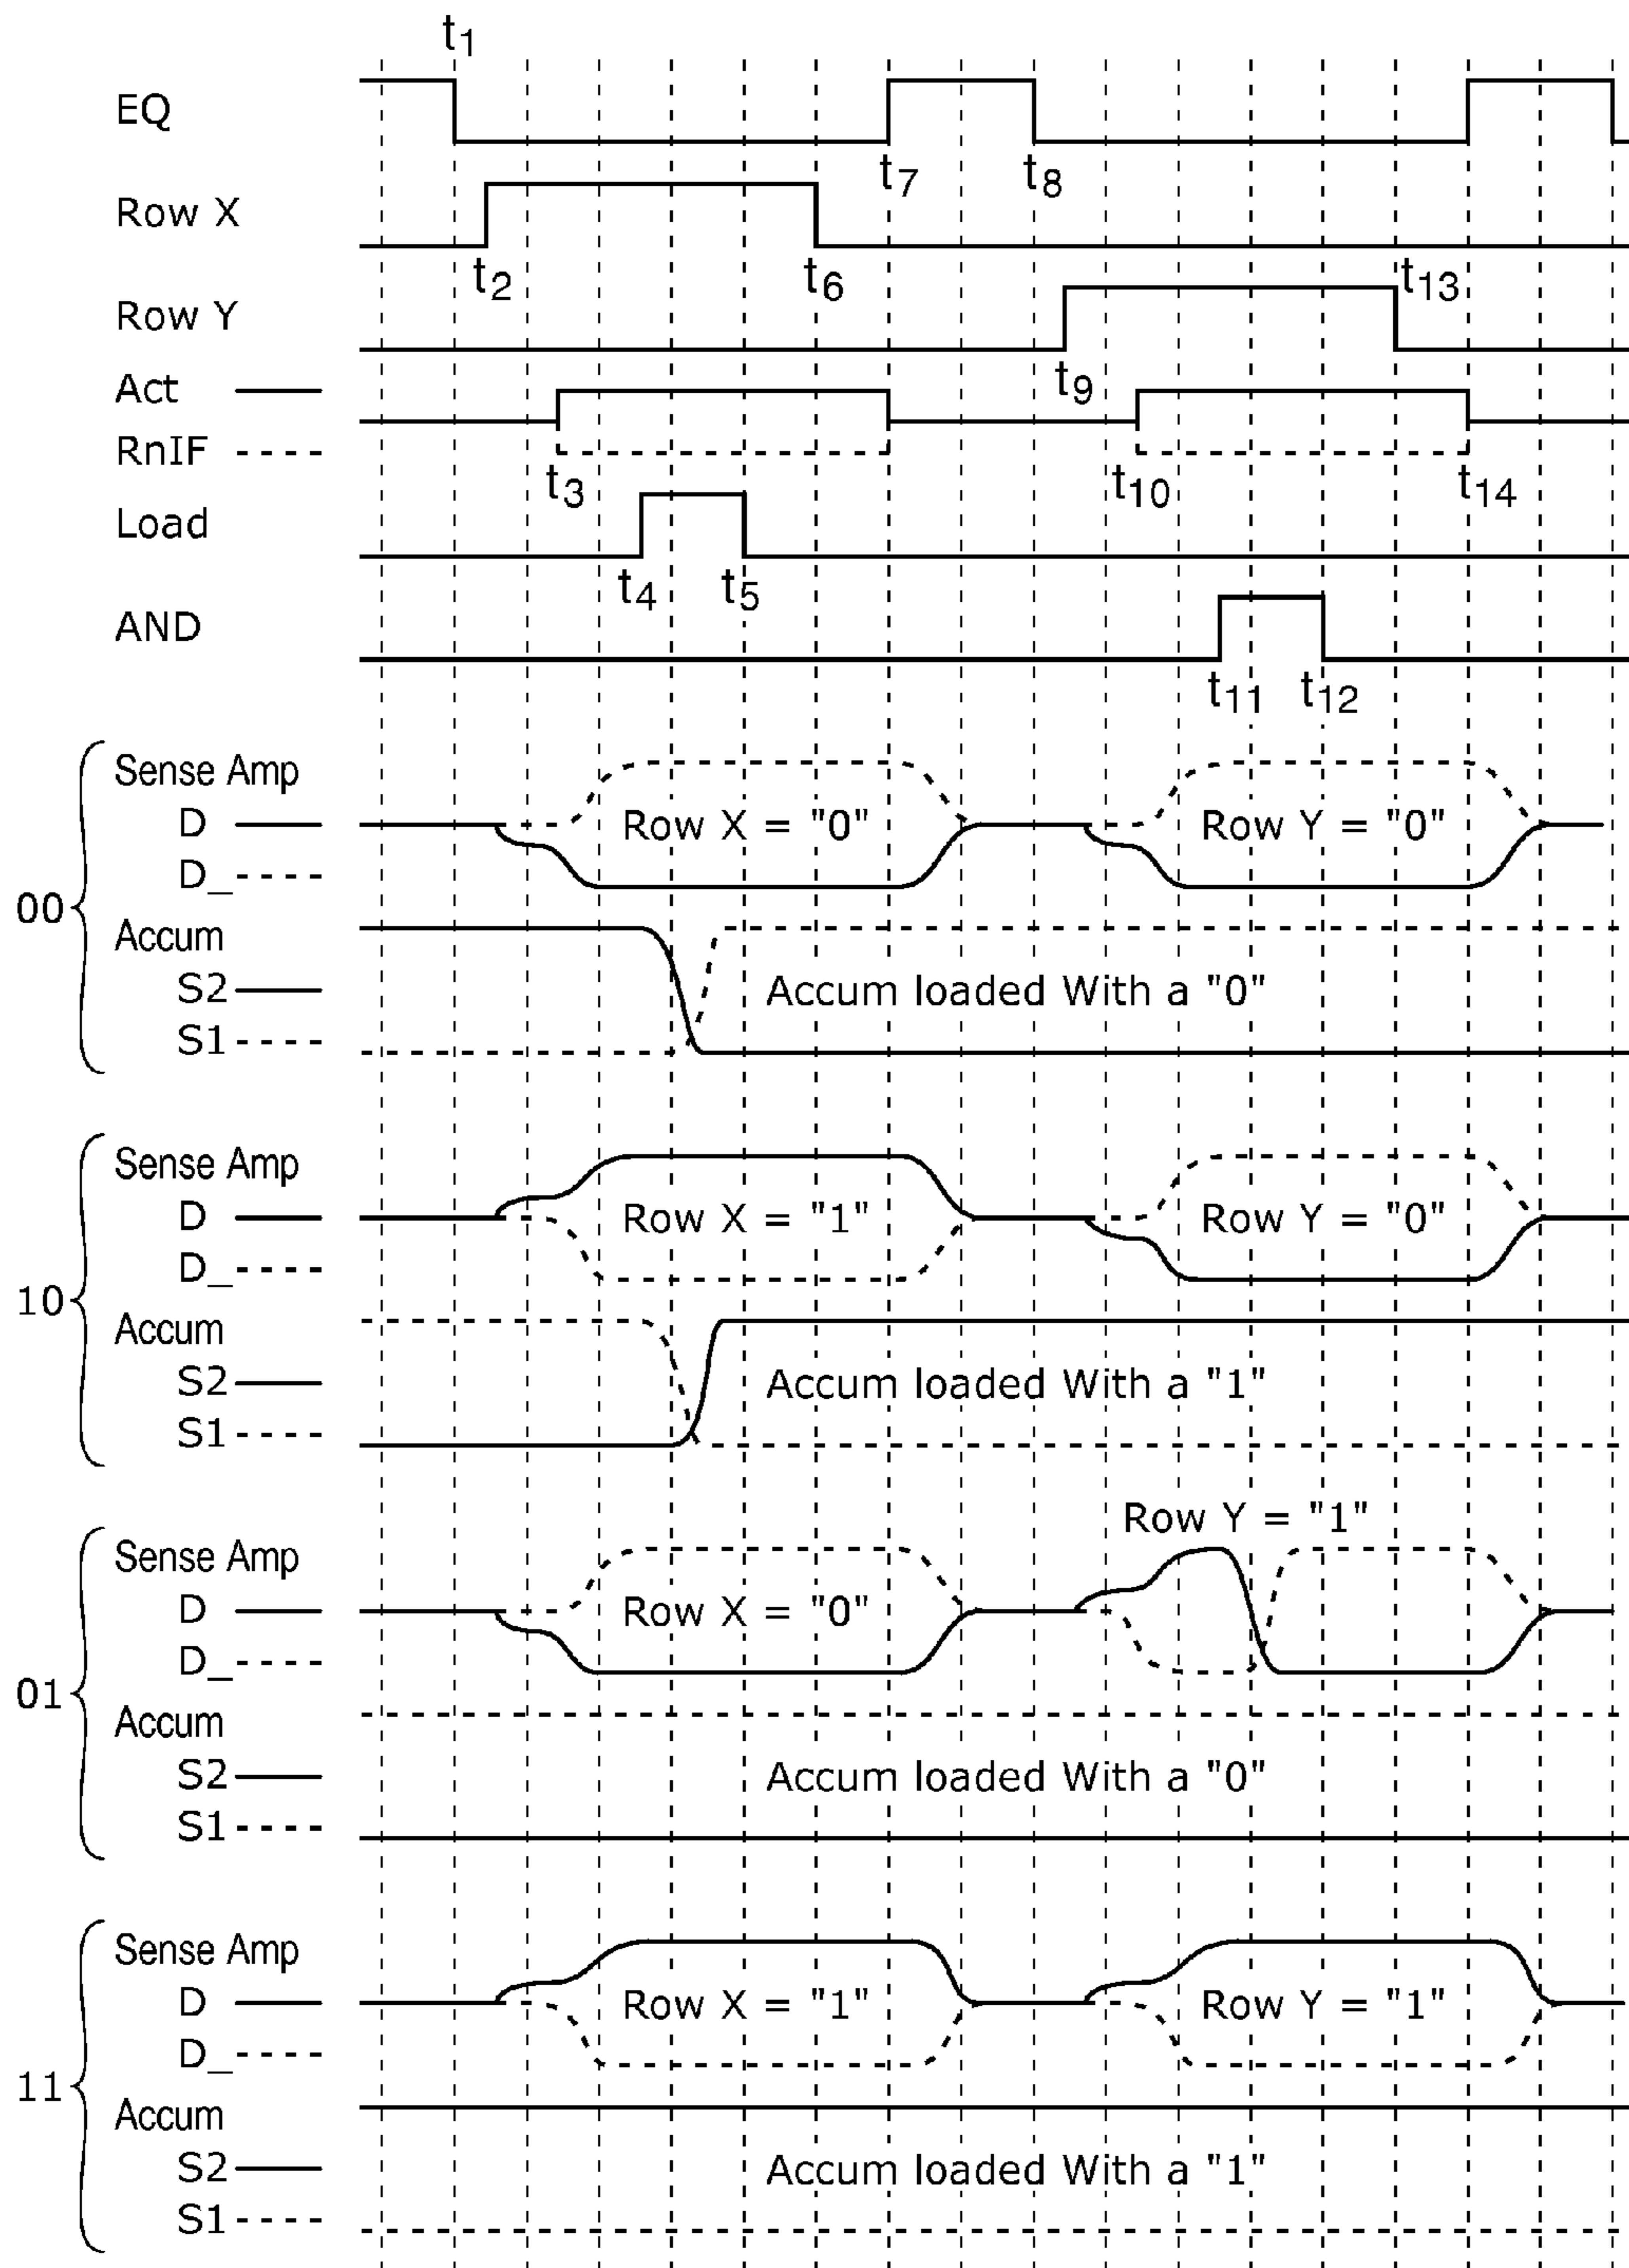 t1
EQ
t7 t8
Row X
t2 t6 t13
Row Y
t9
Act
RnIF
t3 t10 t14
Load
t4 t5
AND
t11 t12
00
Sense Amp
D
Row X = "0" Row Y = "0"
D_
Accum
S2
Accum loaded With a "0"
S1
10
Sense Amp
D
Row X = "1" Row Y = "0"
D_
Accum
S2
Accum loaded With a "1"
S1
01
Row Y = "1"
Sense Amp
D
Row X = "0"
D_
Accum
S2
Accum loaded With a "0"
S1
11
Sense Amp
D
Row X = "1" Row Y = "1"
D_
Accum
S2
Accum loaded With a "1"
S1